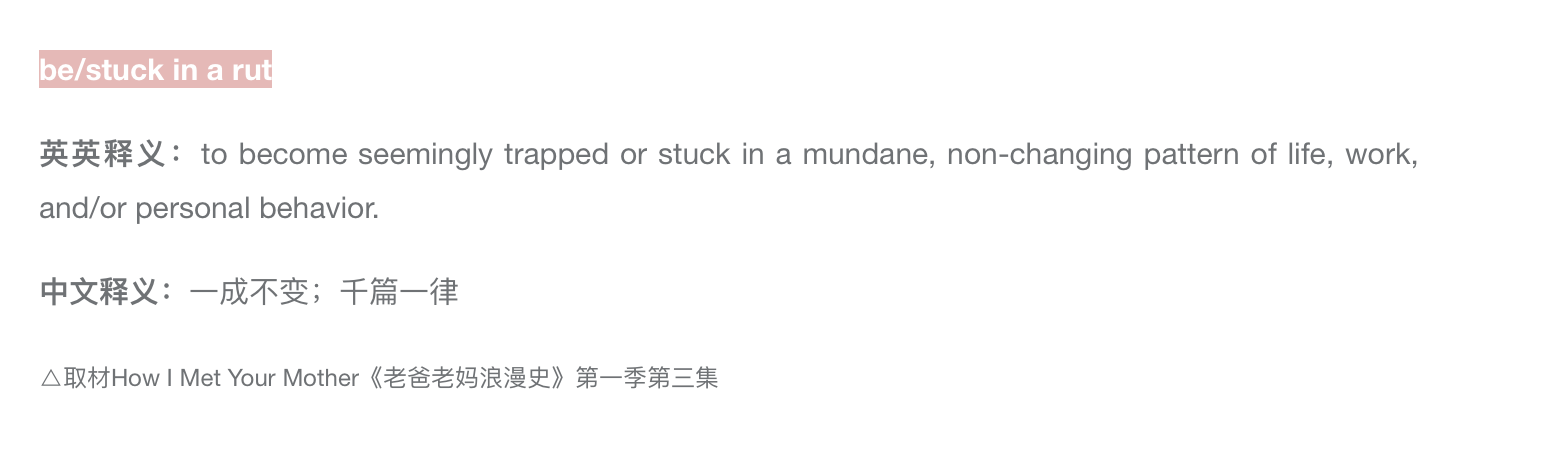 be/stuck in a rut
英英释义：to become seemingly trapped or stuck in a mundane, non-changing pattern of life, work,
and/or personal behavior.
中文释义：一成不变；千篇一律
△取材How I Met Your Mother《老爸老妈浪漫史》第一季第三集